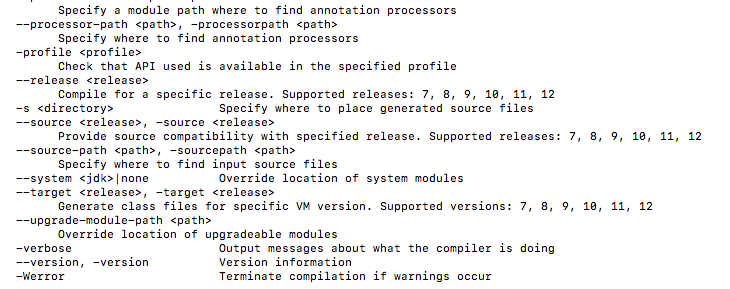 Specify a module path where to find annotation processors
--processor-path <path>, -processorpath <path>
Specify where to find annotation processors
-profile <profile>
Check that API used is available in the specified profile
--release <release>
Compile for a specific release. Supported releases: 7, 8, 9, 10, 11, 12
-s <directory> Specify where to place generated source files
--source <release>, -source <release>
Provide source compatibility with specified release. Supported releases: 7, 8, 9, 10, 11, 12
--source-path <path>, -sourcepath <path>
Specify where to find input source files
--system <jdk>|none Override location of system modules
--target <release>, -target <release>
Generate class files for specific VM version. Supported versions: 7, 8, 9, 10, 11, 12
--upgrade-module-path <path>
Override location of upgradeable modules
-verbose Output messages about what the compiler is doing
--version, -version Version information
-Werror Terminate compilation if warnings occur